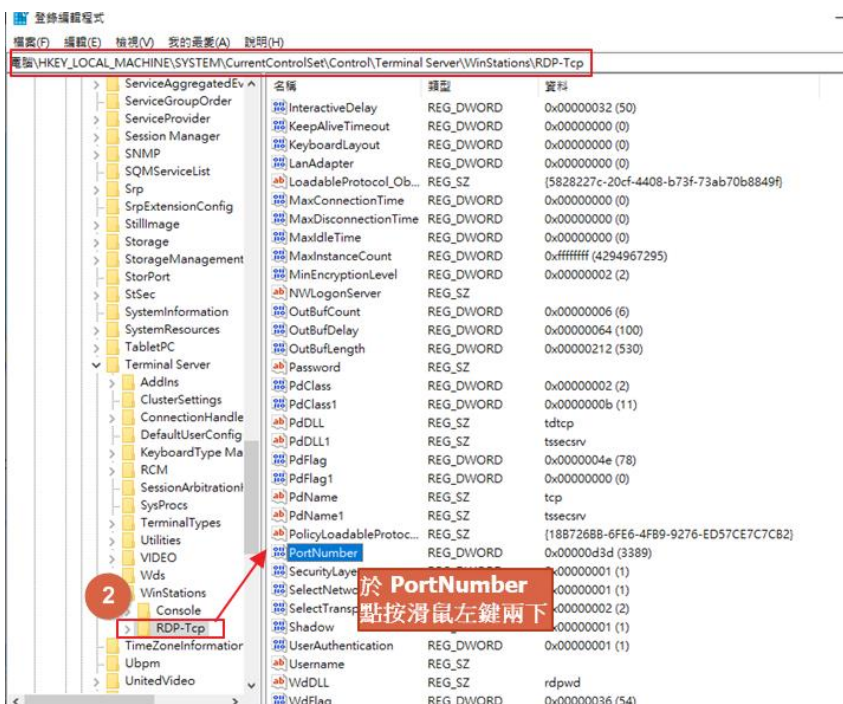 登錄編輯程式
檔案(F) 編輯(E) 檢視(V) 我的最愛(A) 說明(H)
電腦\HKEY_LOCAL_MACHINE\SYSTEM\CurrentControlSet\Control\Terminal Server\WinStations\RDP-Tcp
ServiceAggregatedEv
ServiceGroupOrder
ServiceProvider
Session Manager
SNMP
SQMServiceList
Srp
SrpExtensionConfig
StillImage
Storage
StorageManagement
StorPort
StSec
SystemInformation
SystemResources
TabletPC
Terminal Server
AddIns
ClusterSettings
ConnectionHandle
DefaultUserConfig
KeyboardType Ma
RCM
SessionArbitration
SysProcs
TerminalTypes
Utilities
VIDEO
Wds
WinStations
Console
RDP-Tcp
TimeZoneInformation
Ubpm
UnitedVideo
2
名稱 類型 資料
InteractiveDelay REG_DWORD 0x00000032 (50)
KeepAliveTimeout REG_DWORD 0x00000000 (0)
KeyboardLayout REG_DWORD 0x00000000 (0)
LanAdapter REG_DWORD 0x00000000 (0)
LoadableProtocol_Ob... REG_SZ {5828227c-20cf-4408-b73f-73ab70b8849f}
MaxConnectionTime REG_DWORD 0x00000000 (0)
MaxDisconnectionTime REG_DWORD 0x00000000 (0)
MaxIdleTime REG_DWORD 0x00000000 (0)
MaxInstanceCount REG_DWORD 0xffffffff (4294967295)
MinEncryptionLevel REG_DWORD 0x00000002 (2)
NWLogonServer REG_SZ
OutBufCount REG_DWORD 0x00000006 (6)
OutBufDelay REG_DWORD 0x00000064 (100)
OutBufLength REG_DWORD 0x00000212 (530)
Password REG_SZ
PdClass REG_DWORD 0x00000002 (2)
PdClass1 REG_DWORD 0x0000000b (11)
PdDLL REG_SZ tdtcp
PdDLL1 REG_SZ tssecsrv
PdFlag REG_DWORD 0x0000004e (78)
PdFlag1 REG_DWORD 0x00000000 (0)
PdName REG_SZ tcp
PdName1 REG_SZ tssecsrv
PolicyLoadableProtoc... REG_SZ {18B726BB-6FE6-4FB9-9276-ED57CE7C7CB2}
PortNumber REG_DWORD 0x00000d3d (3389)
SecurityLaye REG_DWORD 0x00000001 (1)
SelectNetwo REG_DWORD 0x00000001 (1)
SelectTransp REG_DWORD 0x00000002 (2)
Shadow REG_DWORD 0x00000001 (1)
UserAuthentication REG_DWORD 0x00000001 (1)
Username REG_SZ
WdDLL REG_SZ rdpwd
WdFlag REG_DWORD 0x00000036 (54)
於 PortNumber
點按滑鼠左鍵兩下